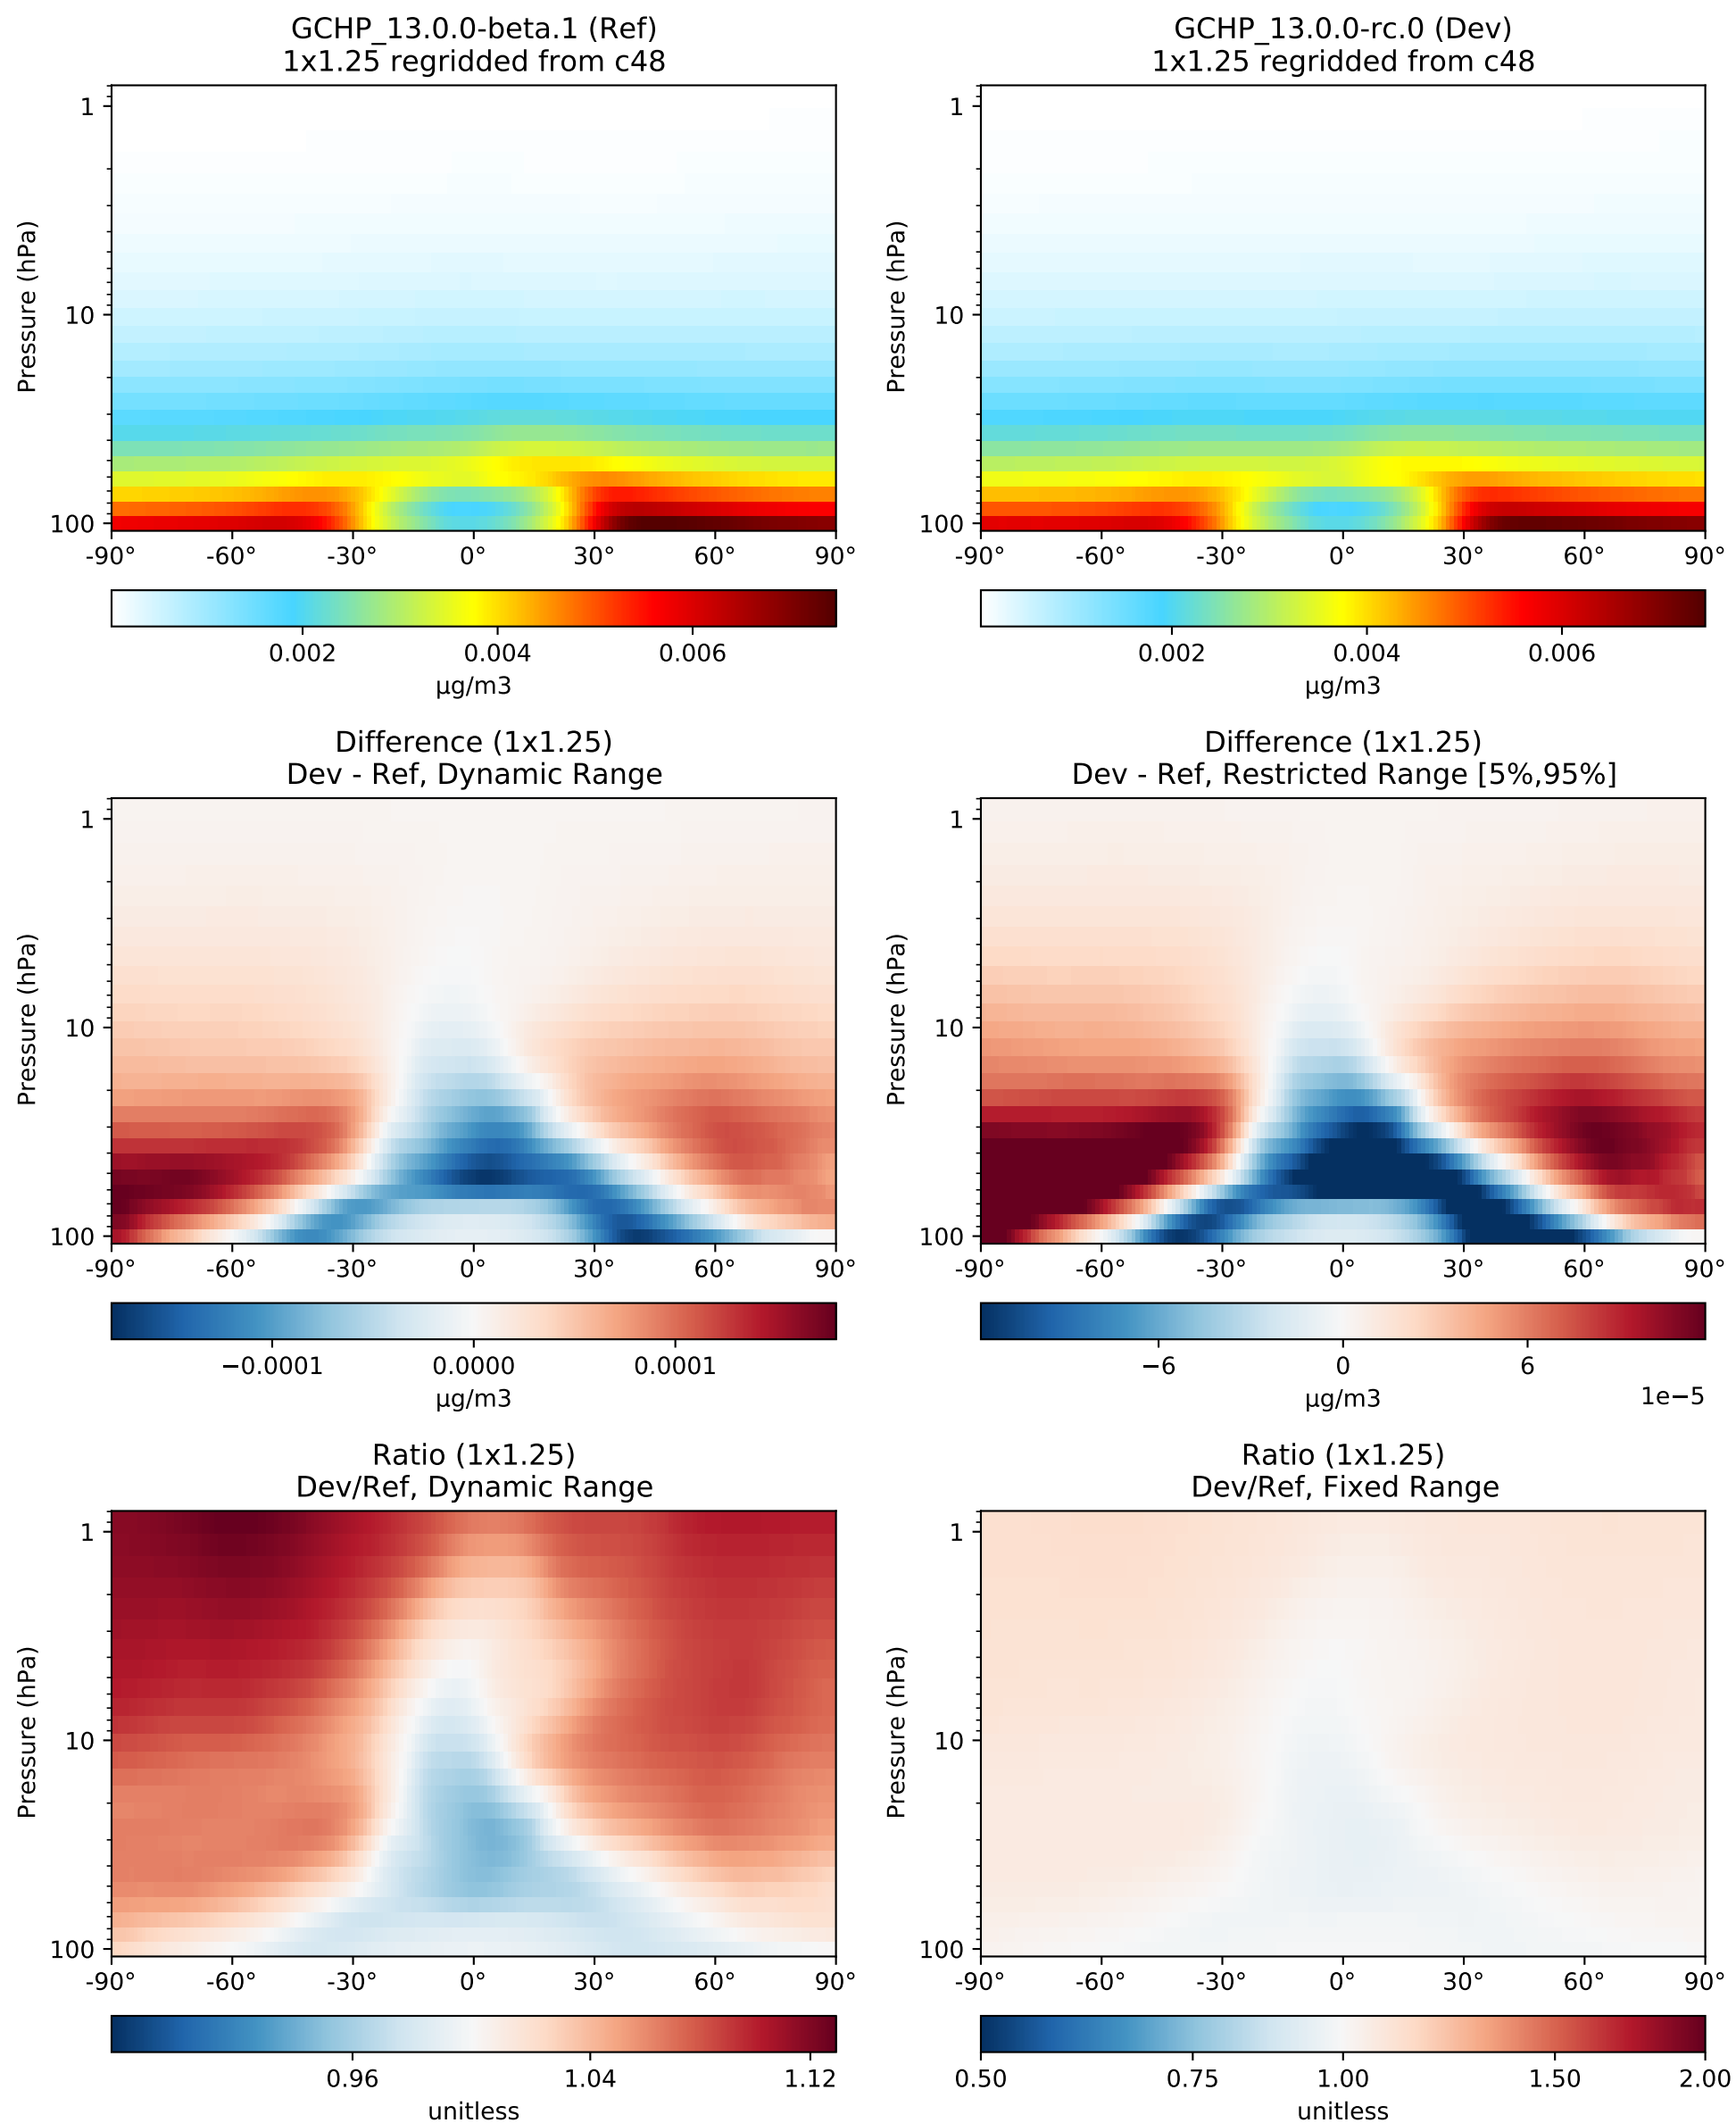 GCHP_13.0.0-beta.1 (Ref)
1x1.25 regridded from c48
Pressure (hPa)
1
10
100
-90° -60° -30° 0° 30° 60° 90°
0.002 0.004 0.006
μg/m3
GCHP_13.0.0-rc.0 (Dev)
1x1.25 regridded from c48
Pressure (hPa)
1
10
100
-90° -60° -30° 0° 30° 60° 90°
0.002 0.004 0.006
μg/m3
Difference (1x1.25)
Dev - Ref, Dynamic Range
Pressure (hPa)
1
10
100
-90° -60° -30° 0° 30° 60° 90°
−0.0001 0.0000 0.0001
μg/m3
Difference (1x1.25)
Dev - Ref, Restricted Range [5%,95%]
Pressure (hPa)
1
10
100
-90° -60° -30° 0° 30° 60° 90°
−6 0 6
μg/m3 1e−5
Ratio (1x1.25)
Dev/Ref, Dynamic Range
Pressure (hPa)
1
10
100
-90° -60° -30° 0° 30° 60° 90°
0.96 1.04 1.12
unitless
Ratio (1x1.25)
Dev/Ref, Fixed Range
Pressure (hPa)
1
10
100
-90° -60° -30° 0° 30° 60° 90°
0.50 0.75 1.00 1.50 2.00
unitless